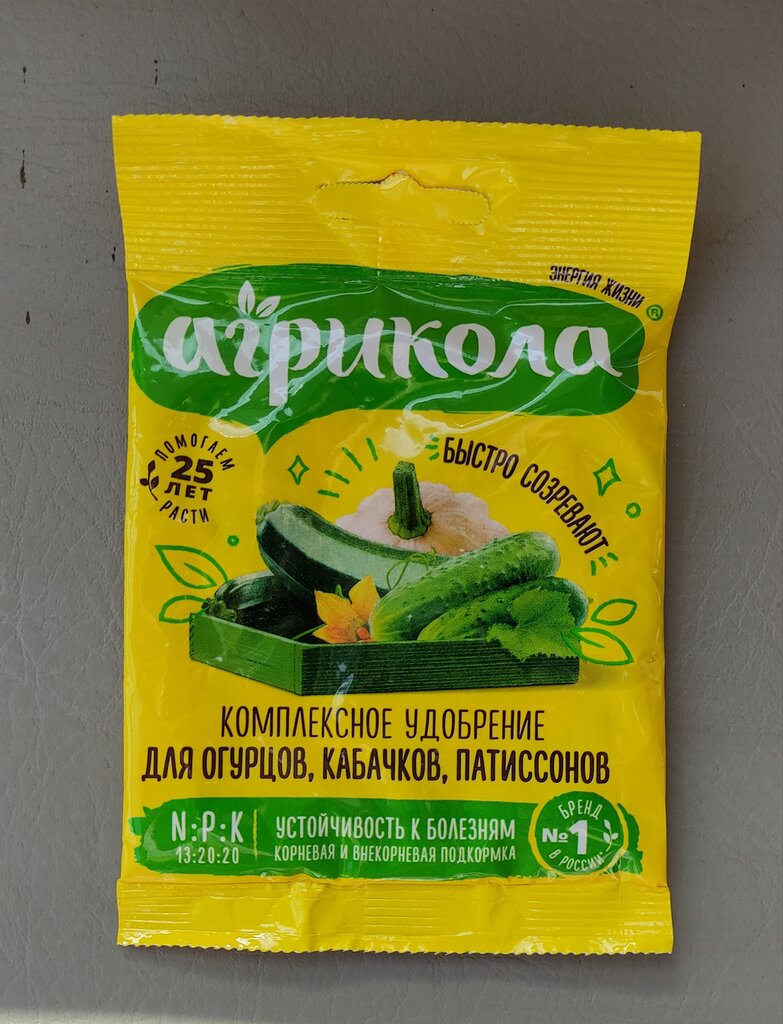 ЭНЕРГИЯ ЖИЗНИ
агрикола ®
ПОМОГАЕМ
25
ЛЕТ
РАСТИ
БЫСТРО СОЗРЕВАЮТ
КОМПЛЕКСНОЕ УДОБРЕНИЕ
ДЛЯ ОГУРЦОВ, КАБАЧКОВ, ПАТИССОНОВ
N:P:K
13:20:20
УСТОЙЧИВОСТЬ К БОЛЕЗНЯМ
КОРНЕВАЯ И ВНЕКОРНЕВАЯ ПОДКОРМКА
БРЕНД
№1
В РОССИИ